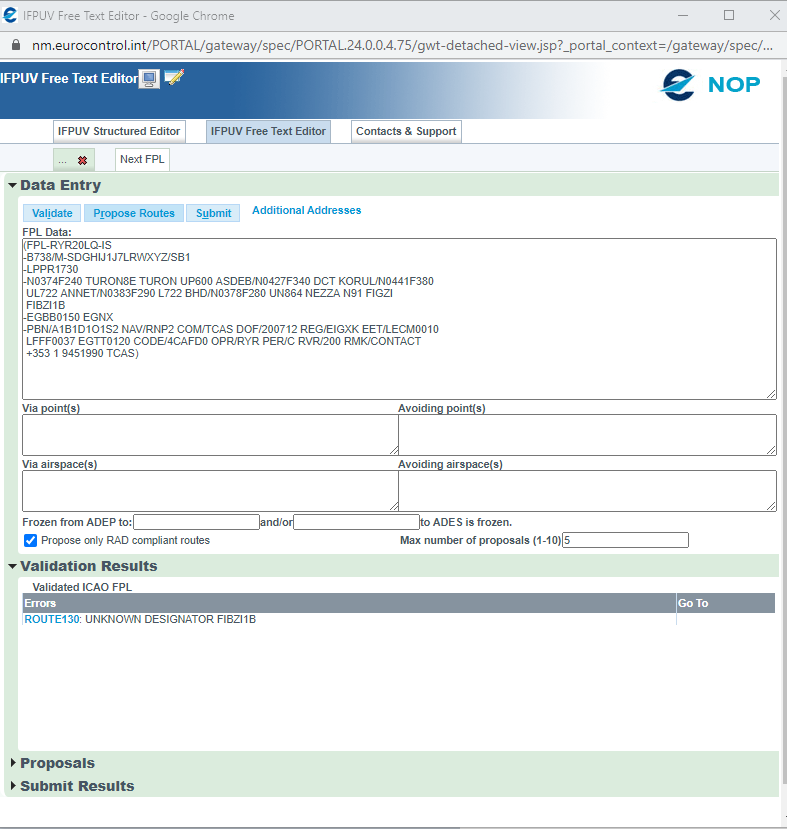 IFPUV Free Text Editor - Google Chrome
nm.eurocontrol.int/PORTAL/gateway/spec/PORTAL.24.0.0.4.75/gwt-detached-view.jsp?_portal_context=/gateway/spec/...
IFPUV Free Text Editor
NOP
IFPUV Structured Editor IFPUV Free Text Editor Contacts & Support
... Next FPL
Data Entry
Validate Propose Routes Submit Additional Addresses
FPL Data:
(FPL-RYR20LQ-IS
-B738/M-SDGHIJ1J7LRWXYZ/SB1
-LPPR1730
-N0374F240 TURON8E TURON UP600 ASDEB/N0427F340 DCT KORUL/N0441F380
UL722 ANNET/N0383F290 L722 BHD/N0378F280 UN864 NEZZA N91 FIGZI
FIBZI1B
-EGBB0150 EGNX
-PBN/A1B1D1O1S2 NAV/RNP2 COM/TCAS DOF/200712 REG/EIGXK EET/LECM0010
LFFF0037 EGTT0120 CODE/4CAFD0 OPR/RYR PER/C RVR/200 RMK/CONTACT
+353 1 9451990 TCAS)
Via point(s) Avoiding point(s)
Via airspace(s) Avoiding airspace(s)
Frozen from ADEP to: and/or to ADES is frozen.
Propose only RAD compliant routes Max number of proposals (1-10) 5
Validation Results
Validated ICAO FPL
Errors Go To
ROUTE130: UNKNOWN DESIGNATOR FIBZI1B
Proposals
Submit Results